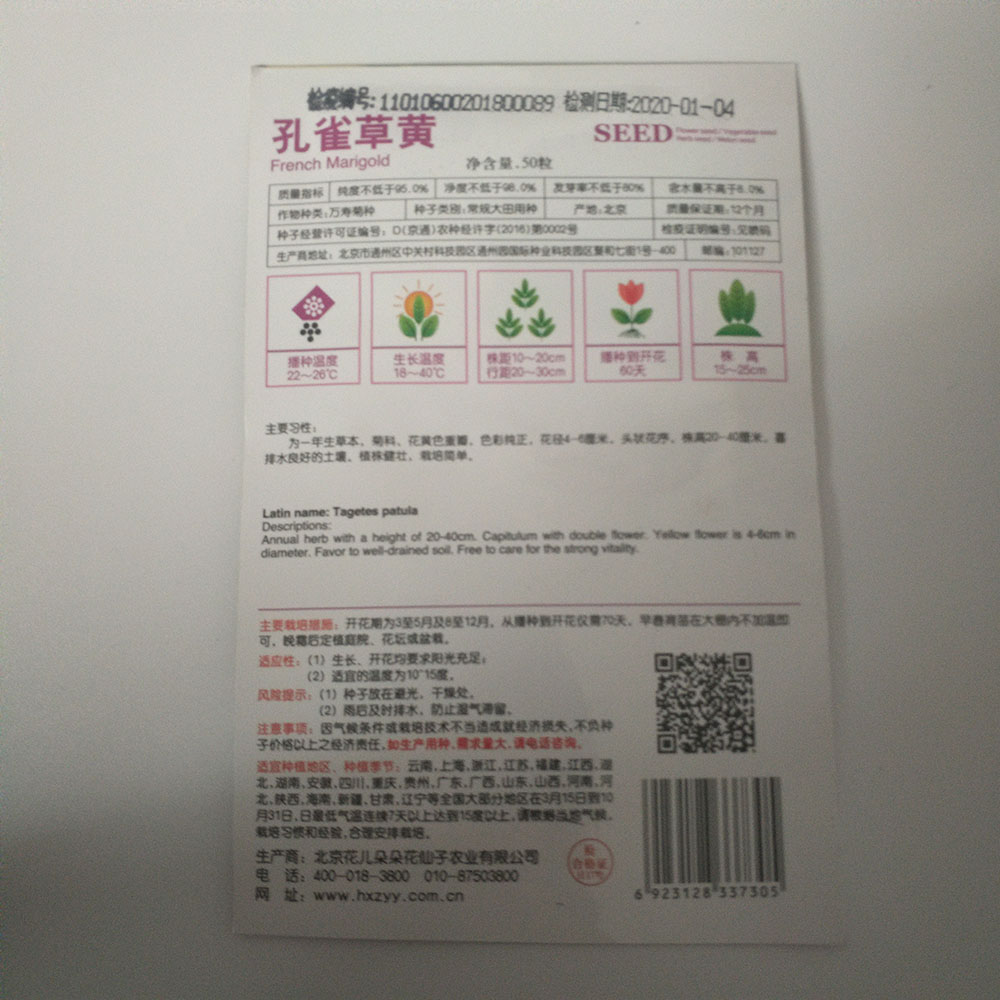 检疫编号:11010600201800089 检测日期:2020-01-04
孔雀草黄
SEED Flower seed / Vegetable seed
Herb seed / Melon seed
French Marigold
净含量.50粒
质量指标 纯度不低于95.0% 净度不低于98.0% 发芽率不低于80% 含水量不高于8.0%
作物种类:万寿菊种 种子类别:常规大田用种 产地:北京 质量保证期:12个月
种子经营许可证编号: D(京通)农种经许字(2016)第0002号 检疫证明编号:见喷码
生产商地址: 北京市通州区中关村科技园区通州园国际种业科技园区聚和七街1号-400 邮编:101127
播种温度 生长温度 株距10～20cm 播种到开花 株 高
22～26℃ 18～40℃ 行距20～30cm 60天 15～25cm
主要习性:
为一年生草本、菊科、花黄色重瓣、色彩纯正、花径4-6厘米、头状花序、株高20-40厘米、喜
排水良好的土壤、植株健壮、栽培简单。
Latin name: Tagetes patula
Descriptions:
Annual herb with a height of 20-40cm. Capitulum with double flower. Yellow flower is 4-6cm in
diameter. Favor to well-drained soil. Free to care for the strong vitality.
主要栽培措施: 开花期为3至5月及8至12月。从播种到开花仅需70天。早春育苗在大棚内不加温即
可, 晚霜后定植庭院、花坛或盆栽。
适应性: (1) 生长、开花均要求阳光充足;
(2) 适宜的温度为10~15度。
风险提示: (1) 种子放在避光、干燥处。
(2) 雨后及时排水、防止湿气滞留。
注意事项: 因气候条件或栽培技术不当造成就经济损失,不负种
子价格以上之经济责任,如生产用种,需求量大,请电话咨询。
适宜种植地区、种植季节: 云南,上海,浙江,江苏,福建,江西,湖
北,湖南,安徽,四川,重庆,贵州,广东,广西,山东,山西,河南,河
北,陕西,海南,新疆,甘肃,辽宁等全国大部分地区在3月15日到10
月31日,日最低气温连续7天以上达到15度以上,请根据当地气候,
栽培习惯和经验,合理安排栽培。
生产商: 北京花儿朵朵花仙子农业有限公司
电 话: 400-018-3800 010-87503800
网 址: www.hxzyy.com.cn
合格证
6 923128 337305